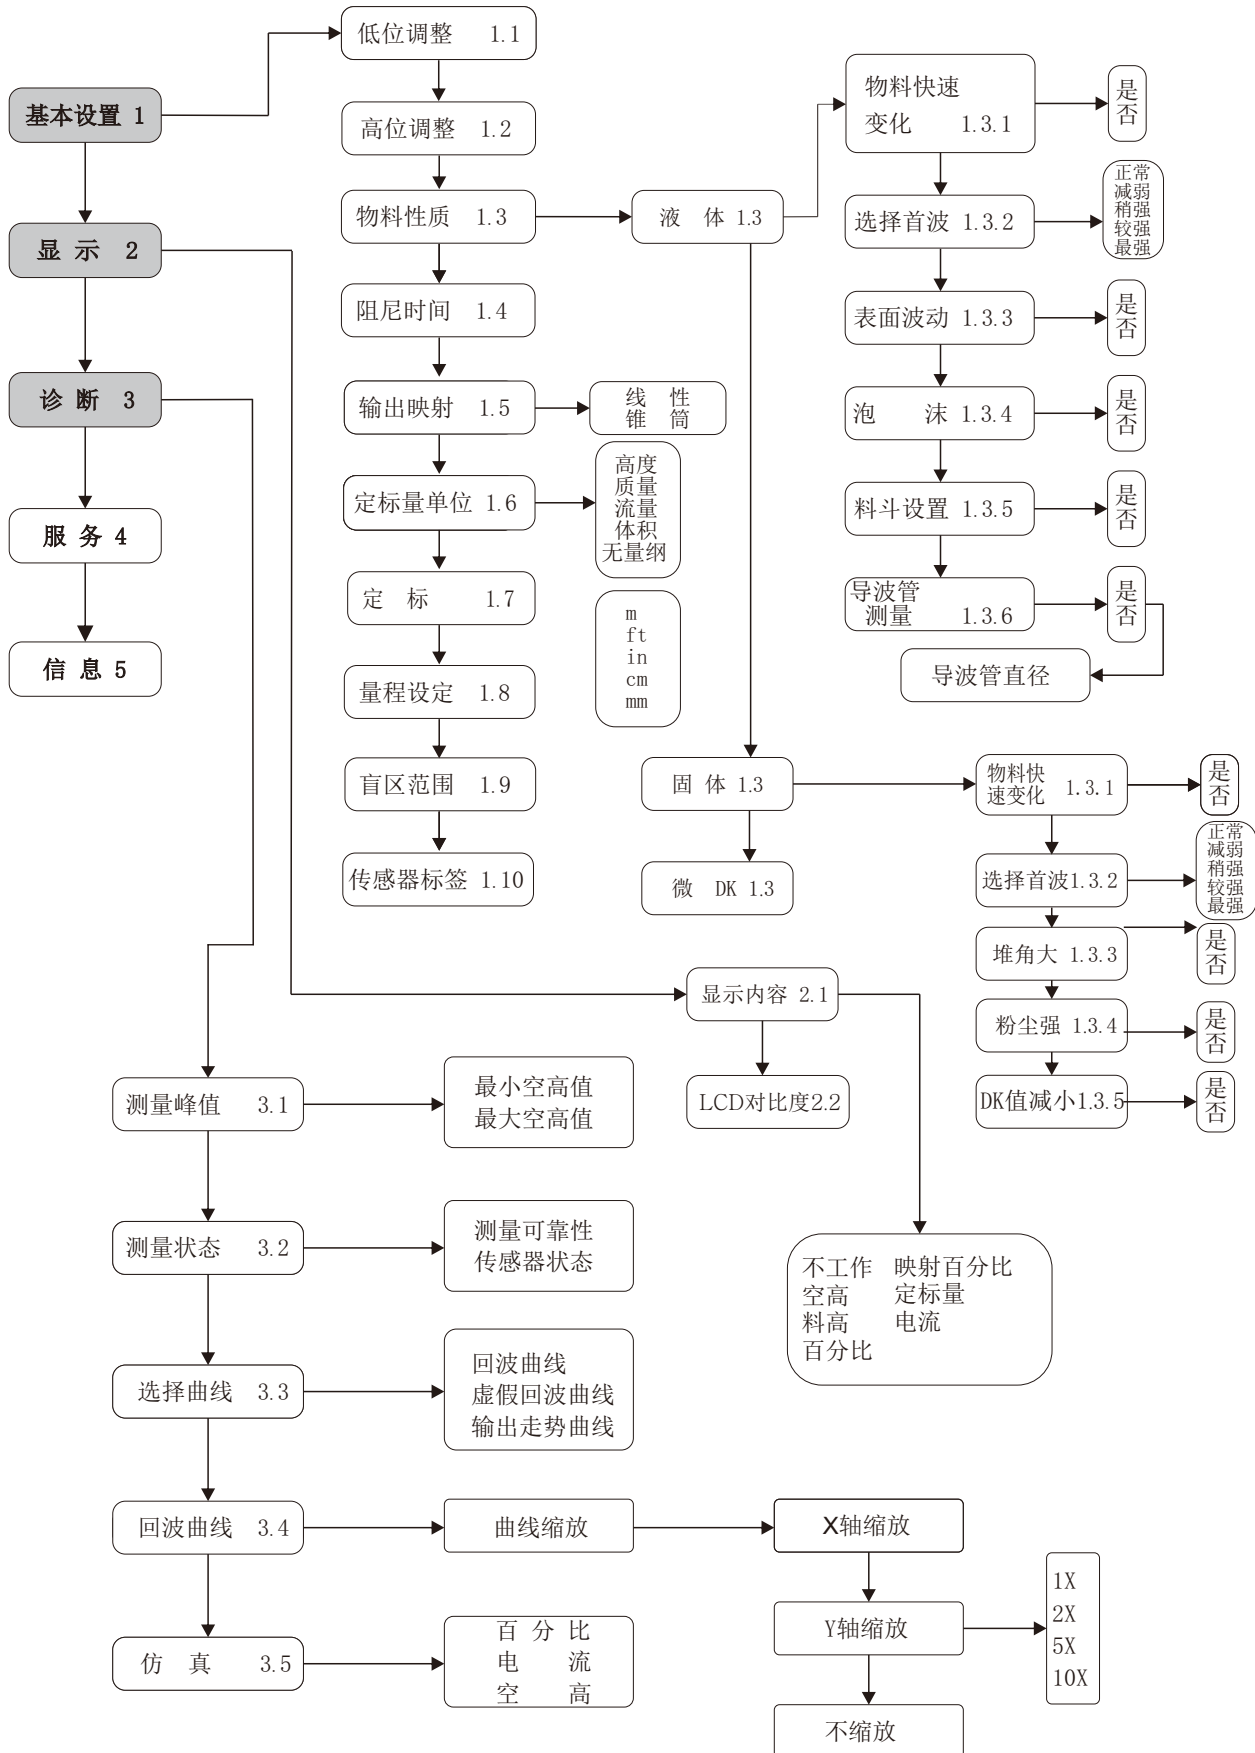 基本设置 1
显 示 2
诊 断 3
服 务 4
信 息 5
低位调整 1.1
高位调整 1.2
物料性质 1.3
阻尼时间 1.4
输出映射 1.5
定标量单位 1.6
定 标 1.7
量程设定 1.8
盲区范围 1.9
传感器标签 1.10
线 性
锥 筒
高度
质量
流量
体积
无量纲
m
ft
in
cm
mm
液 体 1.3
固 体 1.3
微 DK 1.3
物料快速
变化 1.3.1
是
否
选择首波 1.3.2
正常
减弱
稍强
较强
最强
表面波动 1.3.3
是
否
泡 沫 1.3.4
是
否
料斗设置 1.3.5
是
否
导波管
测量 1.3.6
是
否
导波管直径
物料快
速变化 1.3.1
是
否
选择首波1.3.2
正常
减弱
稍强
较强
最强
堆角大 1.3.3
是
否
粉尘强 1.3.4
是
否
DK值减小1.3.5
是
否
显示内容 2.1
LCD对比度2.2
不工作 映射百分比
空高 定标量
料高 电流
百分比
测量峰值 3.1
最小空高值
最大空高值
测量状态 3.2
测量可靠性
传感器状态
选择曲线 3.3
回波曲线
虚假回波曲线
输出走势曲线
回波曲线 3.4
曲线缩放
X轴缩放
Y轴缩放
不缩放
1X
2X
5X
10X
仿 真 3.5
百 分 比
电 流
空 高